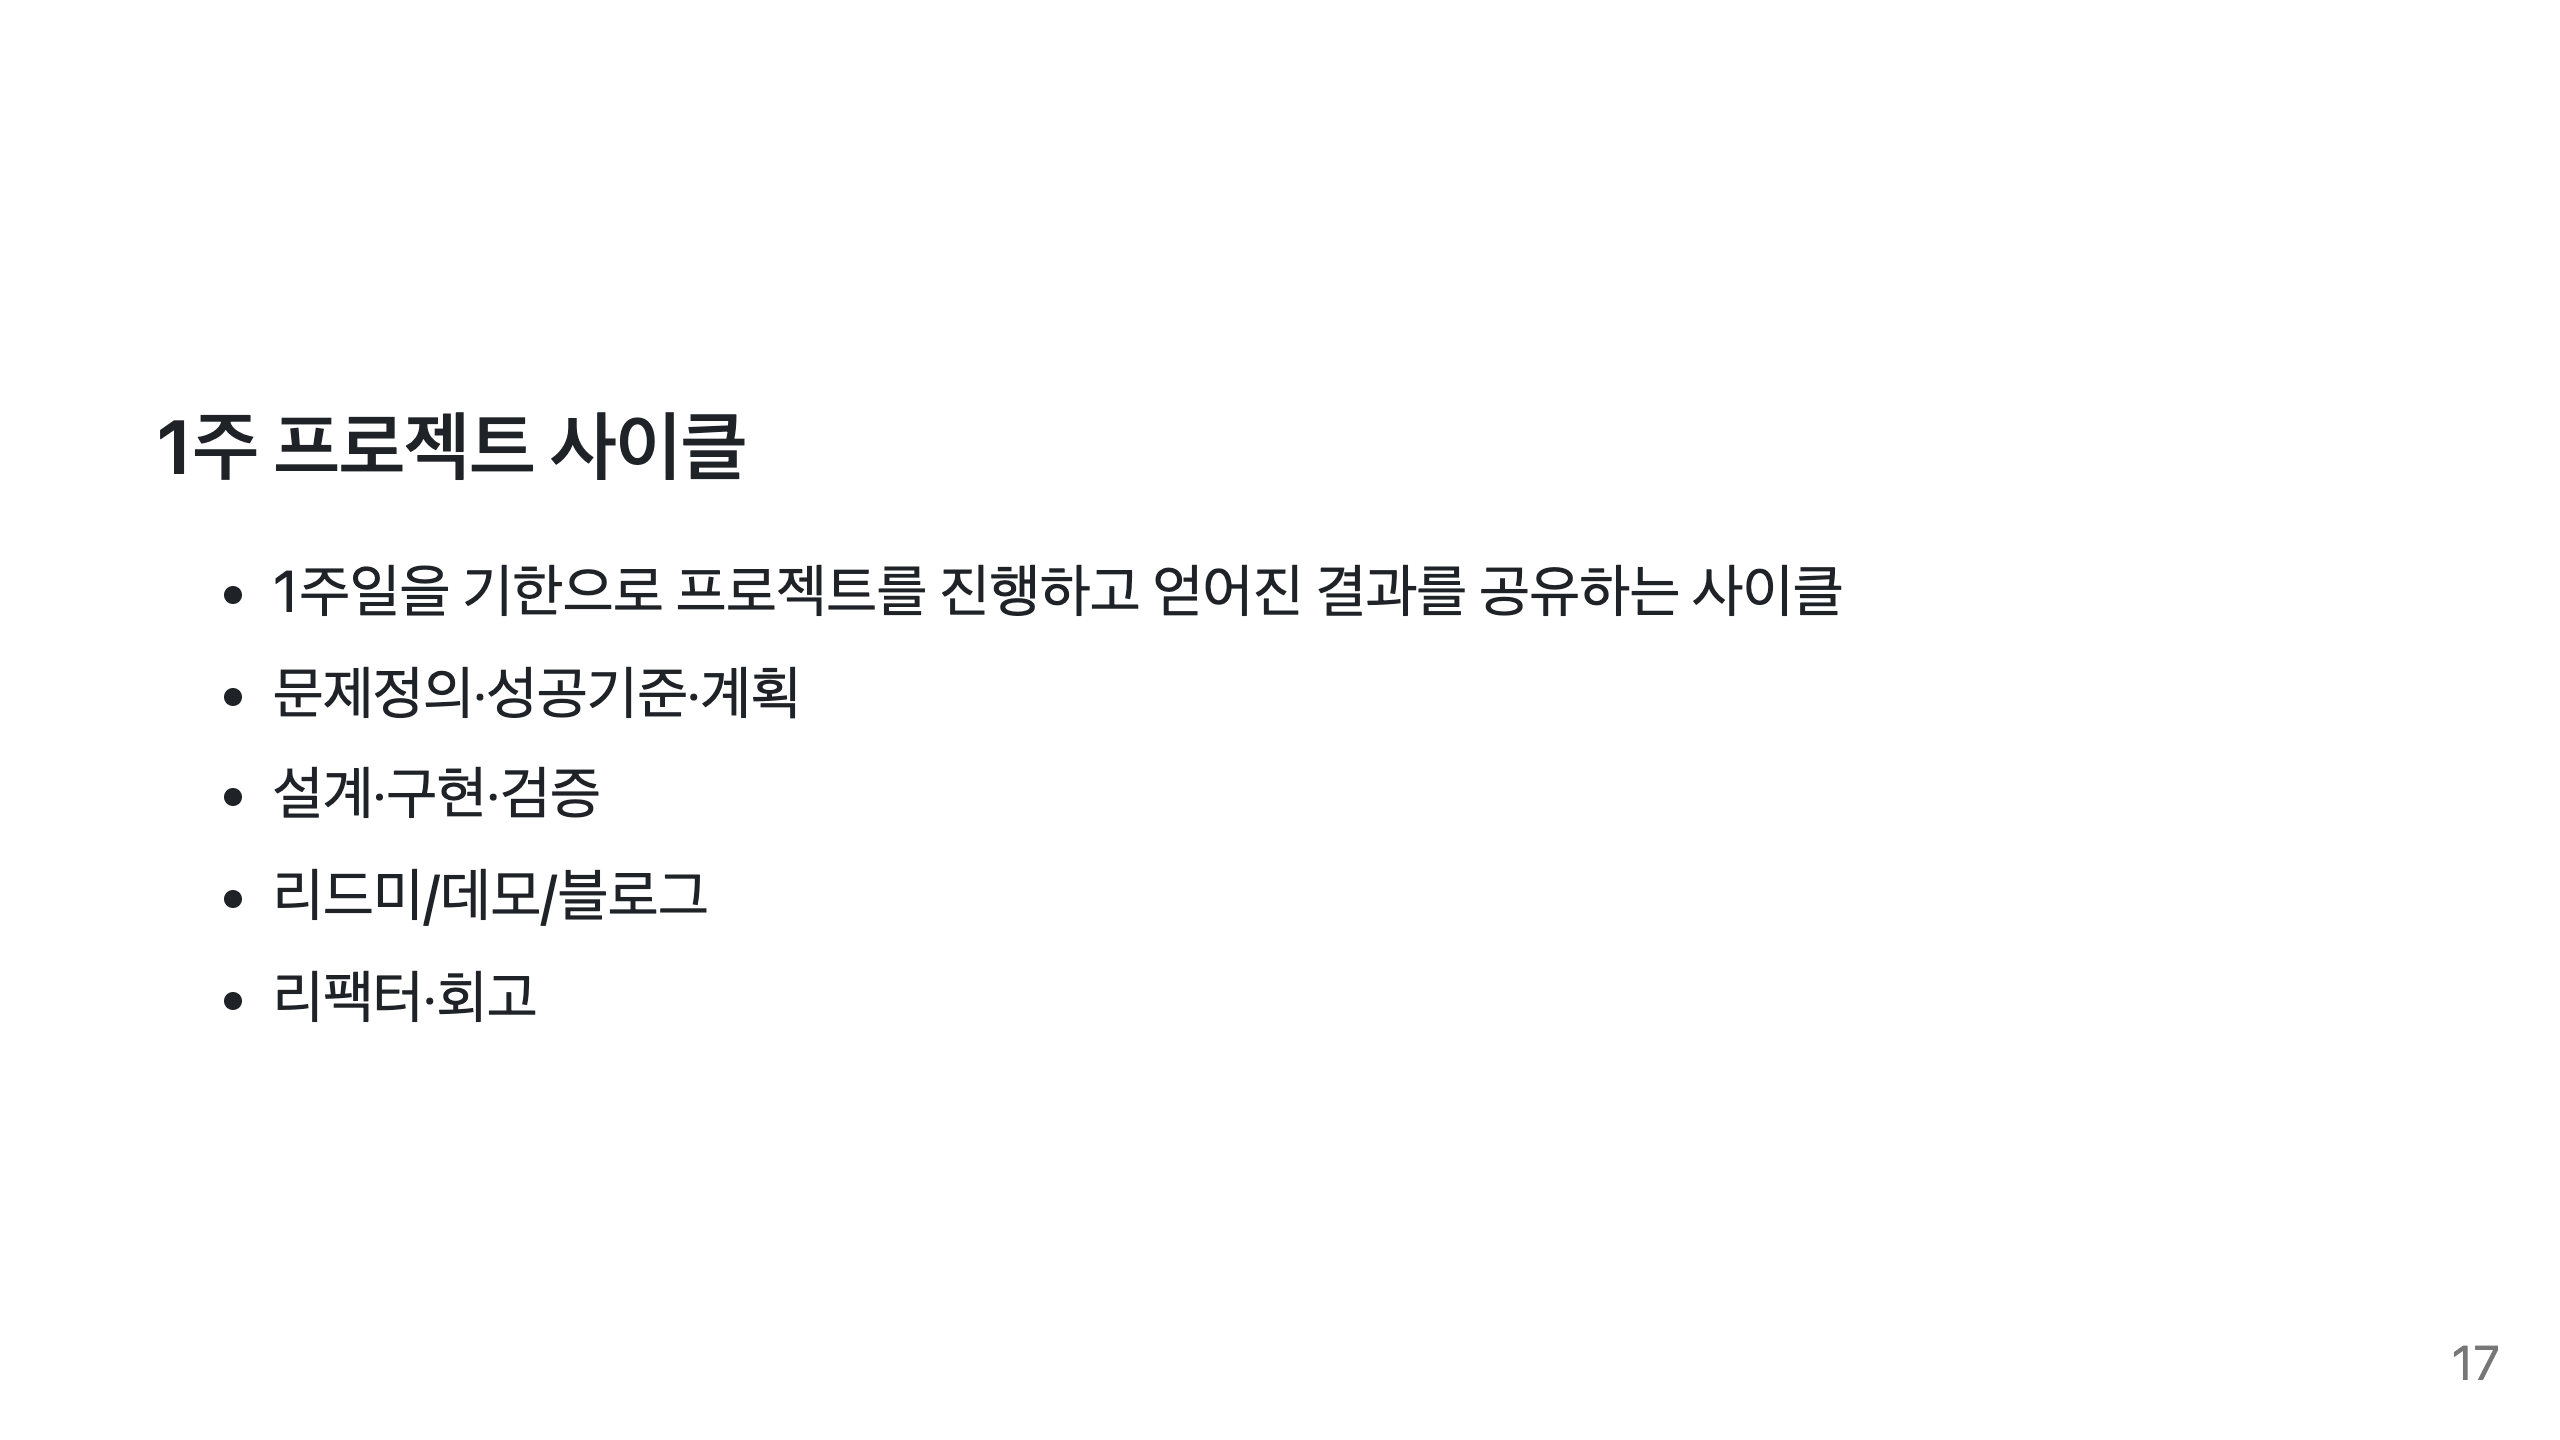 1주 프로젝트 사이클
• 1주일을 기한으로 프로젝트를 진행하고 얻어진 결과를 공유하는 사이클
• 문제정의·성공기준·계획
• 설계·구현·검증
• 리드미/데모/블로그
• 리팩터·회고
17